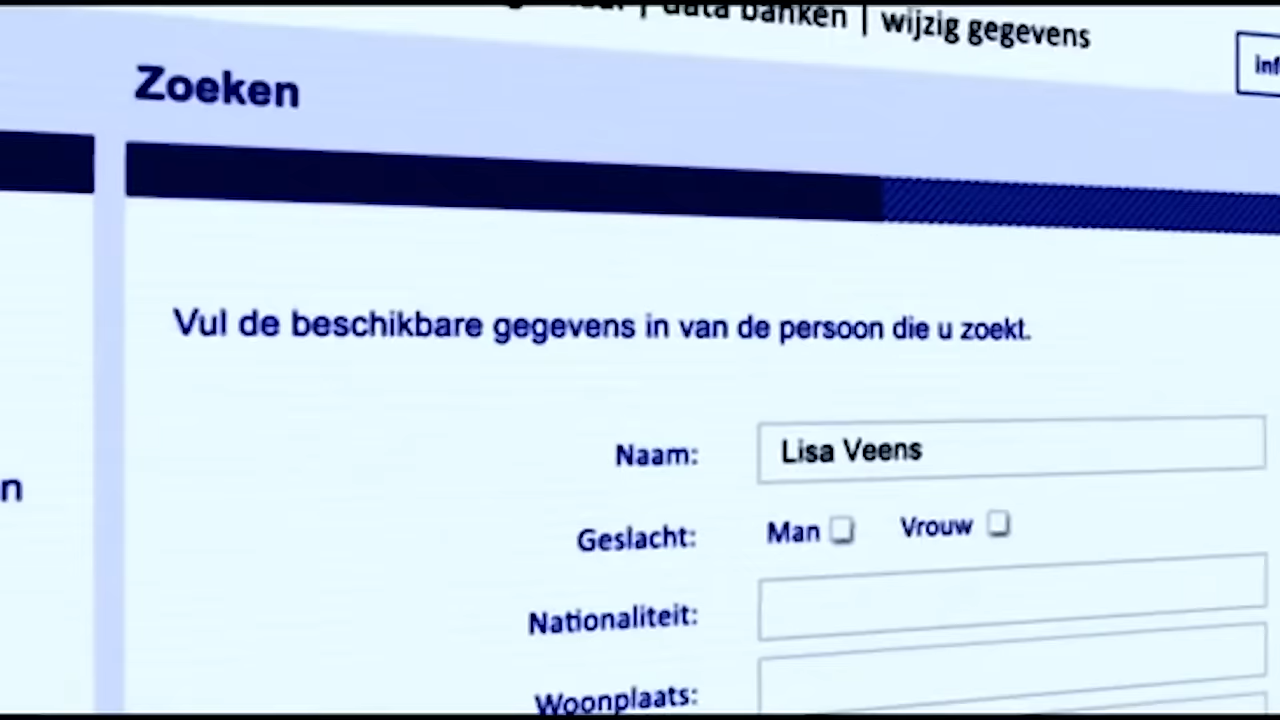 data banken | wijzig gegevens
inf
Zoeken
Vul de beschikbare gegevens in van de persoon die u zoekt.
n
Naam: Lisa Veens
Geslacht: Man Vrouw
Nationaliteit:
Woonplaats: